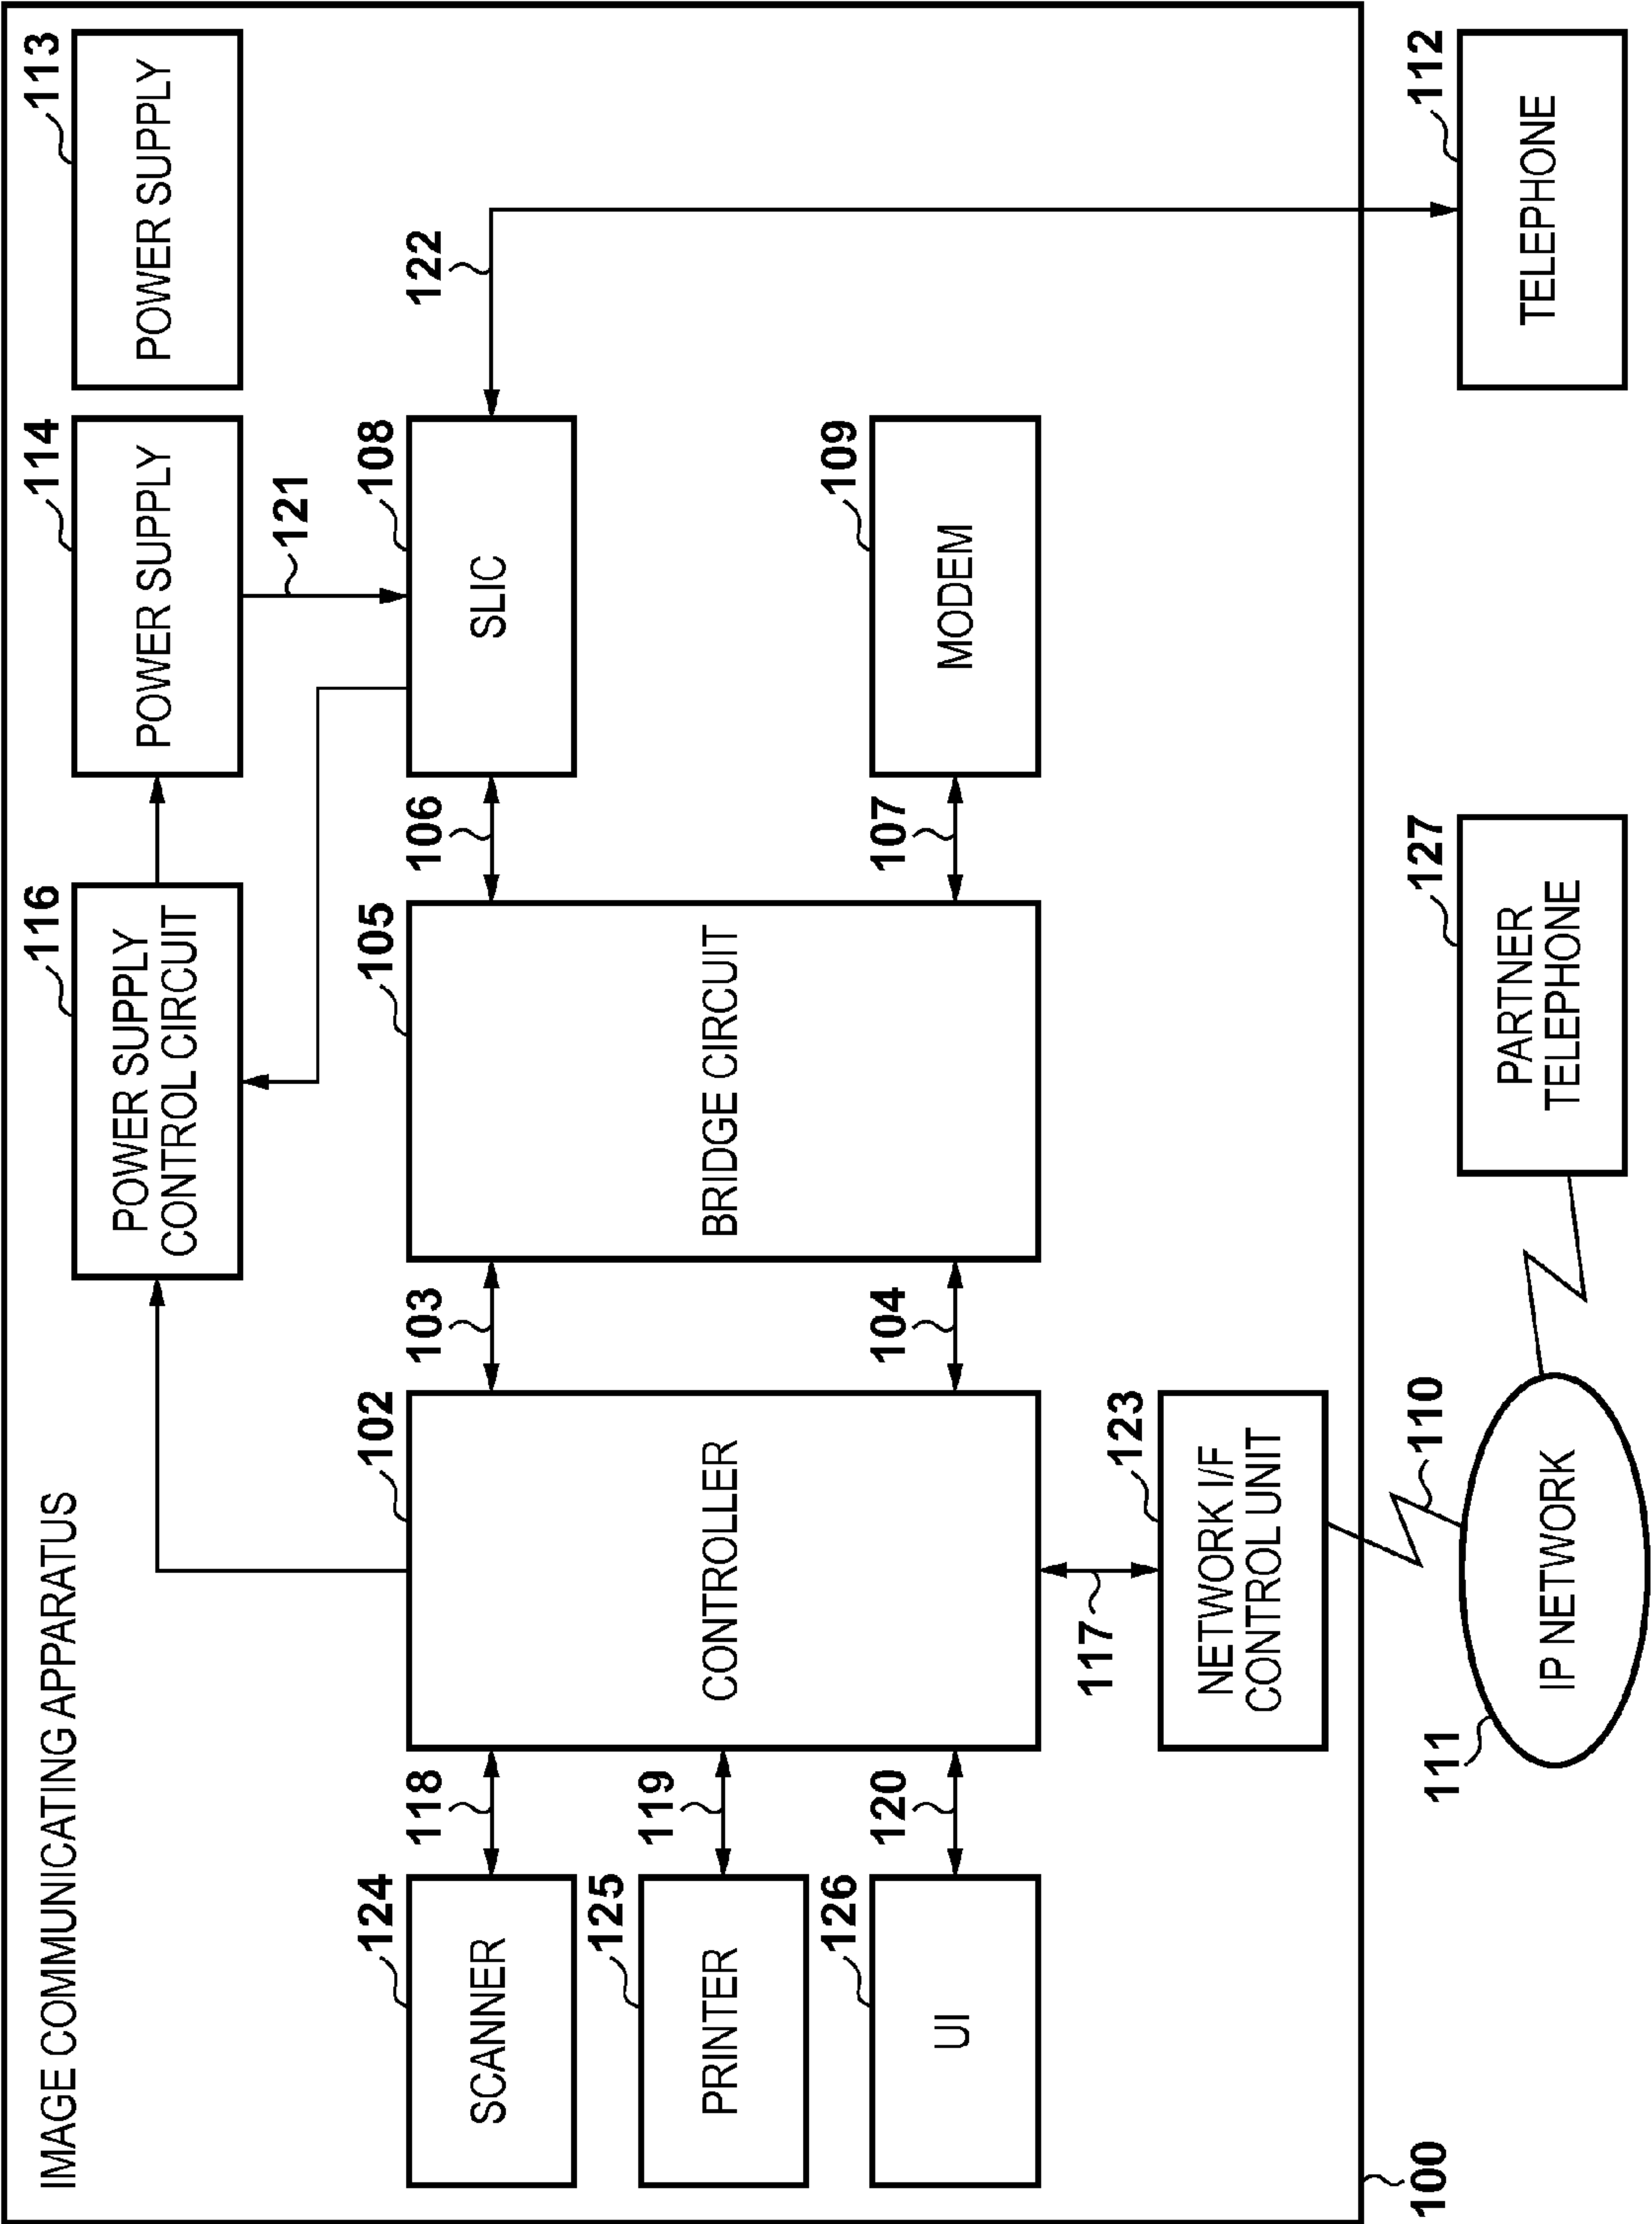 IMAGE COMMUNICATING APPARATUS
116
POWER SUPPLY
CONTROL CIRCUIT
114
POWER SUPPLY
113
POWER SUPPLY
121
124
SCANNER
118
102
CONTROLLER
103
105
BRIDGE CIRCUIT
106
108
SLIC
122
125
PRINTER
119
126
UI
120
104
107
109
MODEM
117
123
NETWORK I/F
CONTROL UNIT
100
111
IP NETWORK
110
127
PARTNER
TELEPHONE
112
TELEPHONE